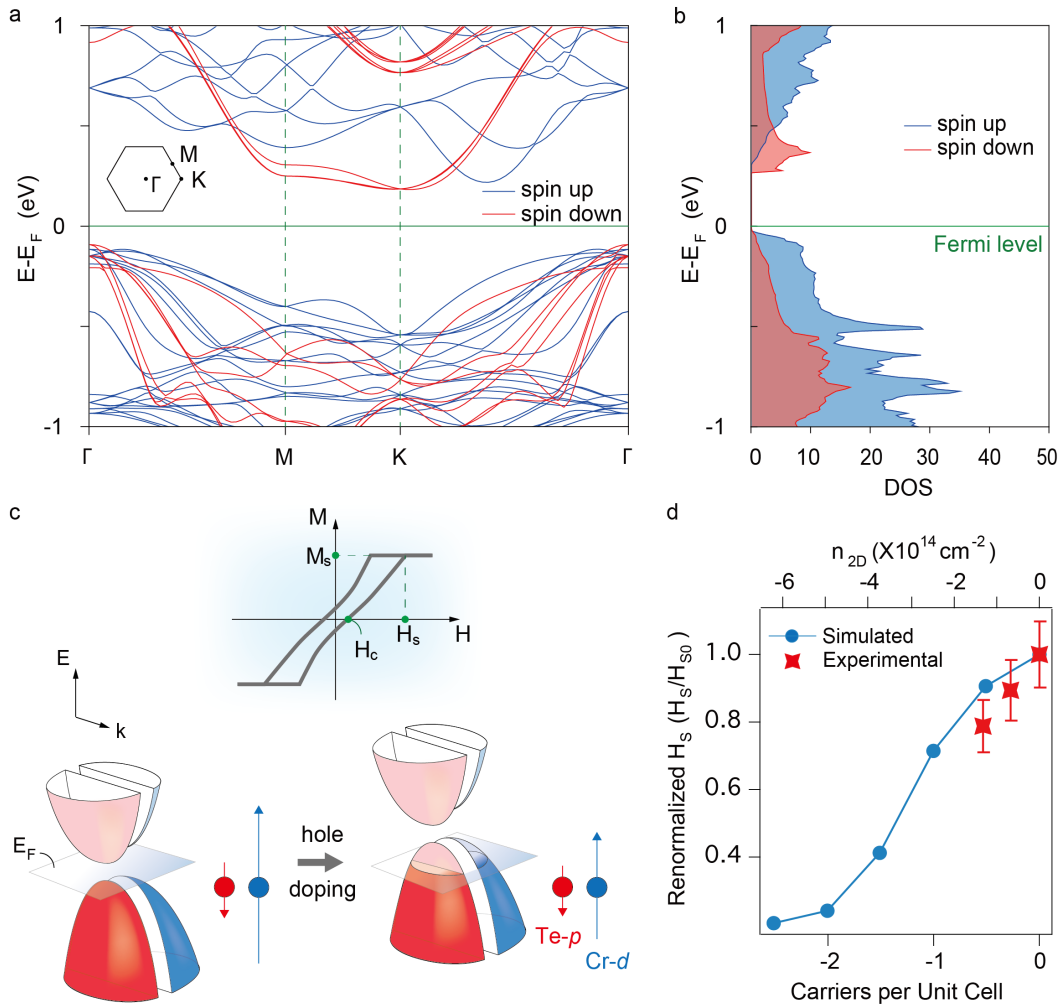 a
1
0
-1
E-E_F (eV)
Γ
M
K
Γ
M
Γ
K
spin up
spin down
b
1
0
-1
E-E_F (eV)
spin up
spin down
Fermi level
0
10
20
30
40
50
DOS
c
M
M_s
H_c
H_s
H
E
k
E_F
hole
doping
Te-p
Cr-d
d
n_2D (X10^14 cm^-2)
-6
-4
-2
0
Simulated
Experimental
1.0
0.8
0.6
0.4
Renormalized H_S (H_S/H_S0)
-2
-1
0
Carriers per Unit Cell